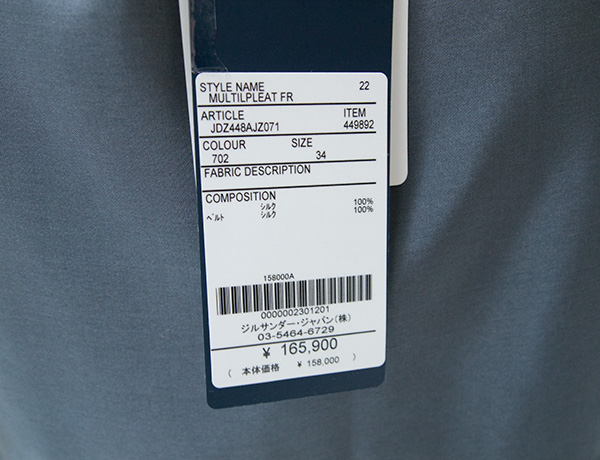 STYLE NAME 22
MULTILPLEAT FR
ARTICLE ITEM
JDZ448AJZ071 449892
COLOUR SIZE
702 34
FABRIC DESCRIPTION
COMPOSITION
シルク 100%
ベルト シルク 100%
158000A
0000002301201
ジルサンダー・ジャパン(株)
03-5464-6729
¥ 165,900
( 本体価格 ¥ 158,000 )